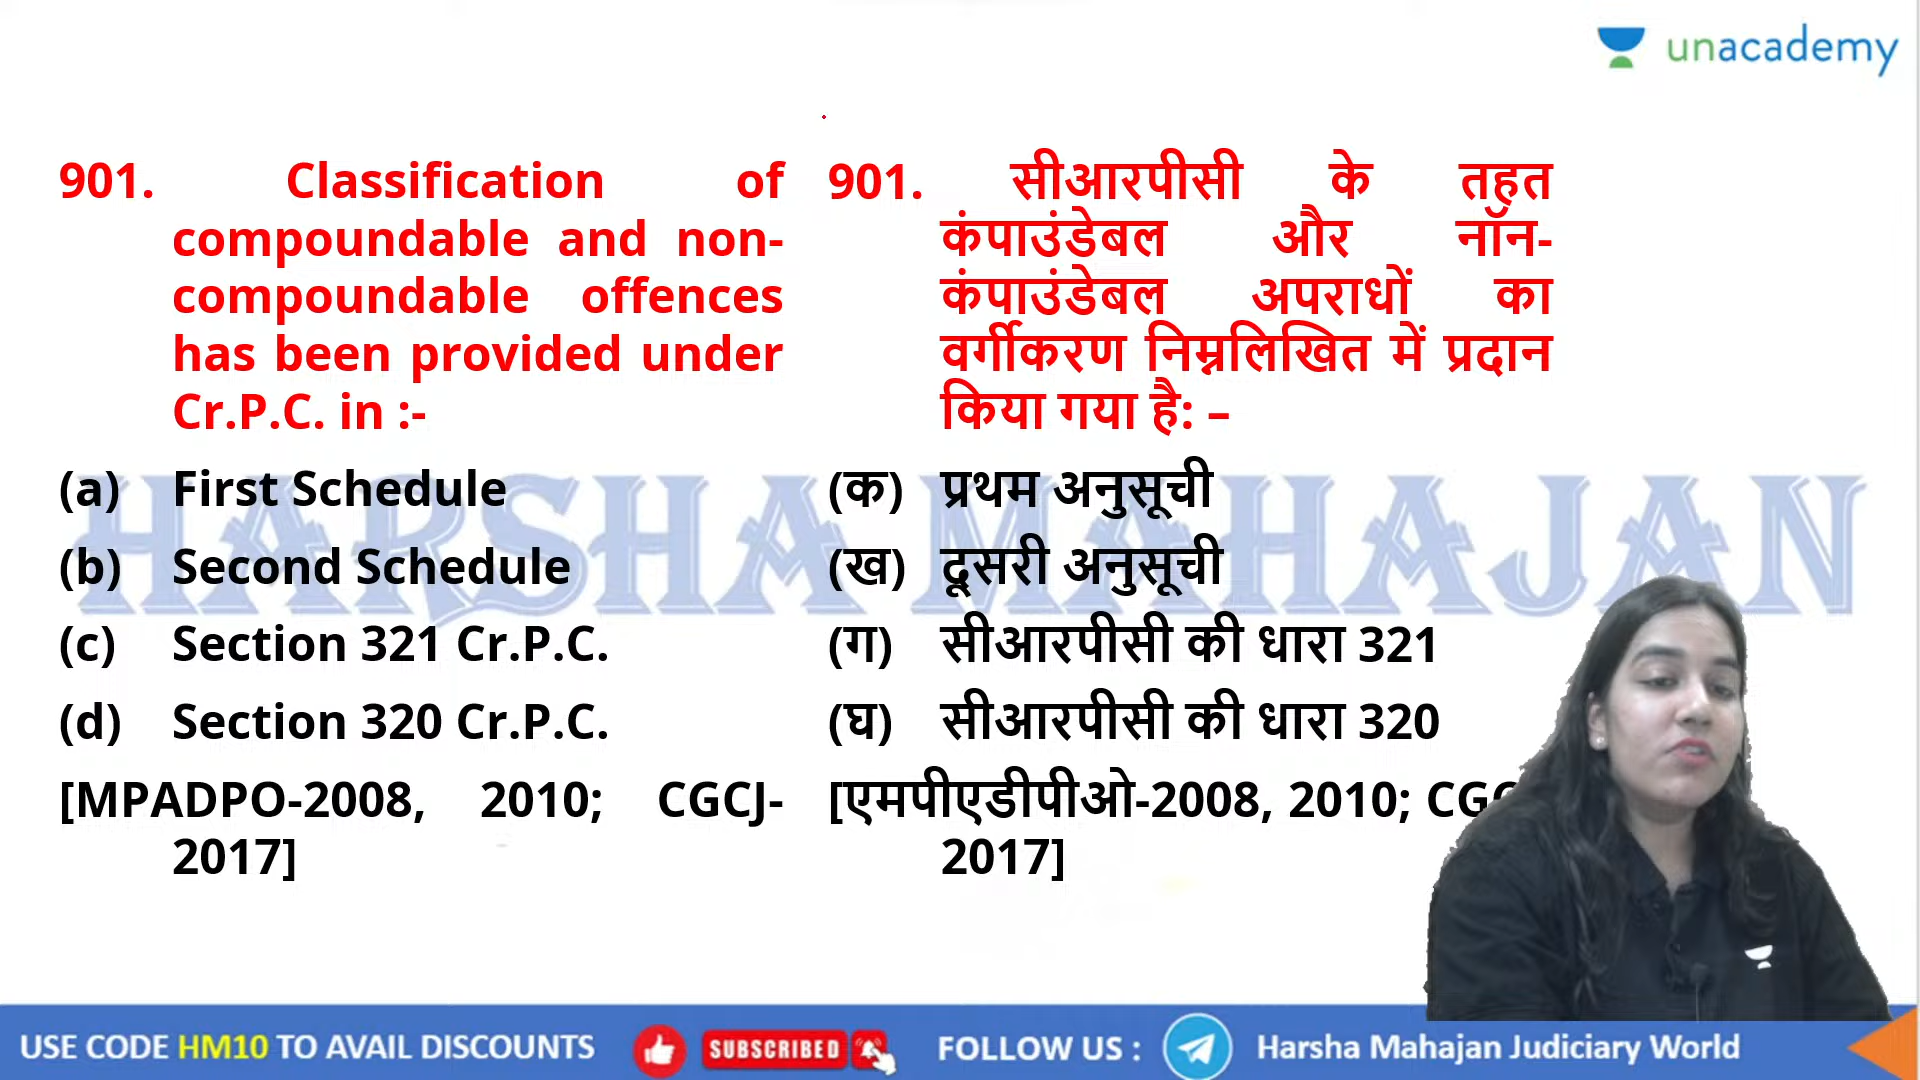 unacademy
901. Classification of
compoundable and non-
compoundable offences
has been provided under
Cr.P.C. in :-
(a) First Schedule
(b) Second Schedule
(c) Section 321 Cr.P.C.
(d) Section 320 Cr.P.C.
[MPADPO-2008, 2010; CGCJ-
2017]
901. सीआरपीसी के तहत
कंपाउंडेबल और नॉन-
कंपाउंडेबल अपराधों का
वर्गीकरण निम्नलिखित में प्रदान
किया गया है: –
(क) प्रथम अनुसूची
(ख) दूसरी अनुसूची
(ग) सीआरपीसी की धारा 321
(घ) सीआरपीसी की धारा 320
[एमपीएडीपीओ-2008, 2010;
2017]
HARSHA MAHAJAN
USE CODE HM10 TO AVAIL DISCOUNTS
SUBSCRIBED
FOLLOW US :
Harsha Mahajan Judiciary World